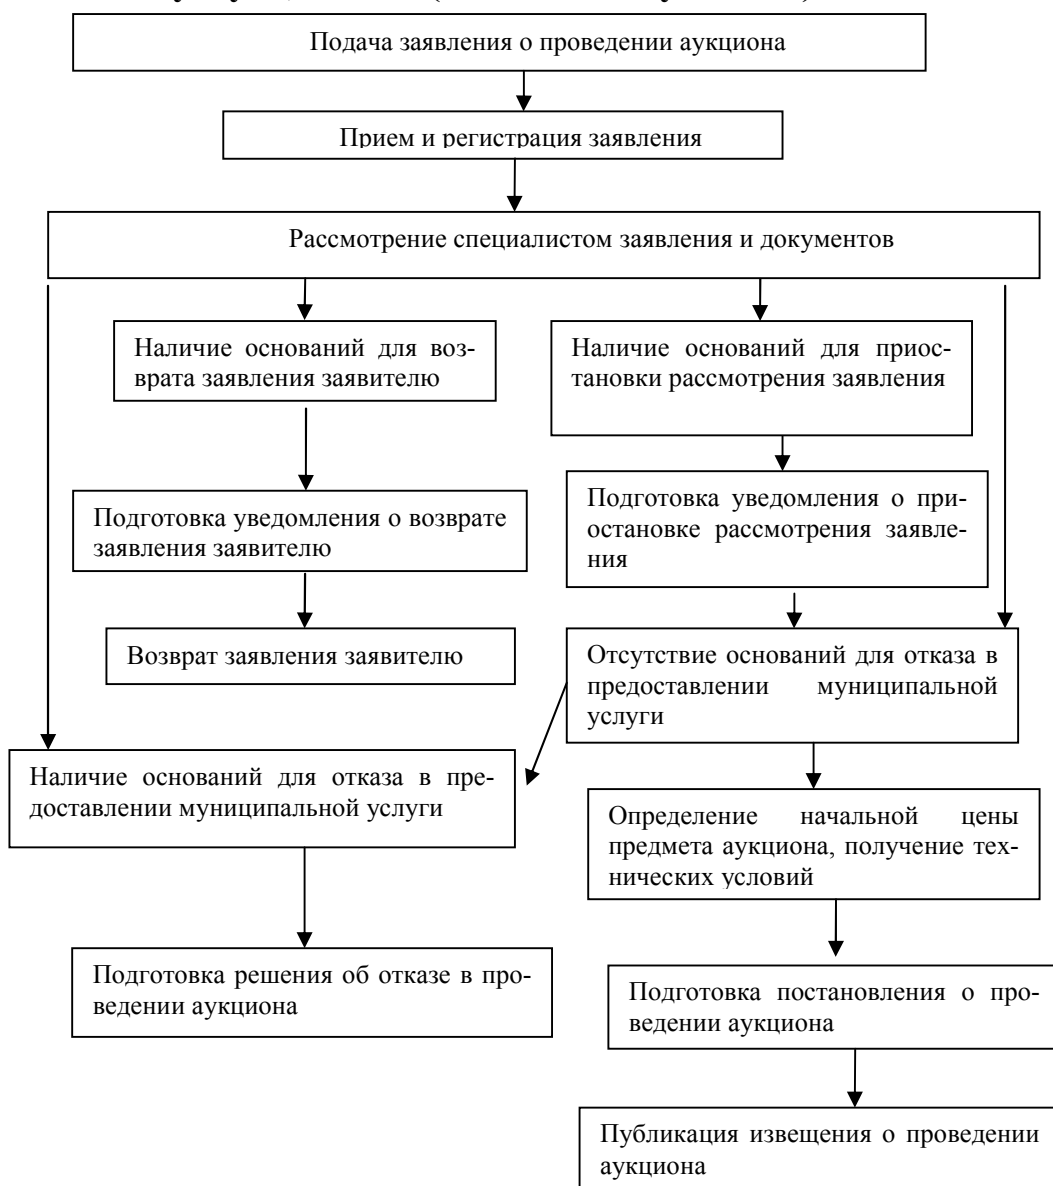 Подача заявления о проведении аукциона
Прием и регистрация заявления
Рассмотрение специалистом заявления и документов
Наличие оснований для воз-
врата заявления заявителю
Наличие оснований для приос-
тановки рассмотрения заявления
Подготовка уведомления о возврате
заявления заявителю
Подготовка уведомления о при-
остановке рассмотрения заявле-
ния
Возврат заявления заявителю
Отсутствие оснований для отказа в
предоставлении муниципальной
услуги
Наличие оснований для отказа в пре-
доставлении муниципальной услуги
Определение начальной цены
предмета аукциона, получение тех-
нических условий
Подготовка решения об отказе в про-
ведении аукциона
Подготовка постановления о про-
ведении аукциона
Публикация извещения о проведении
аукциона